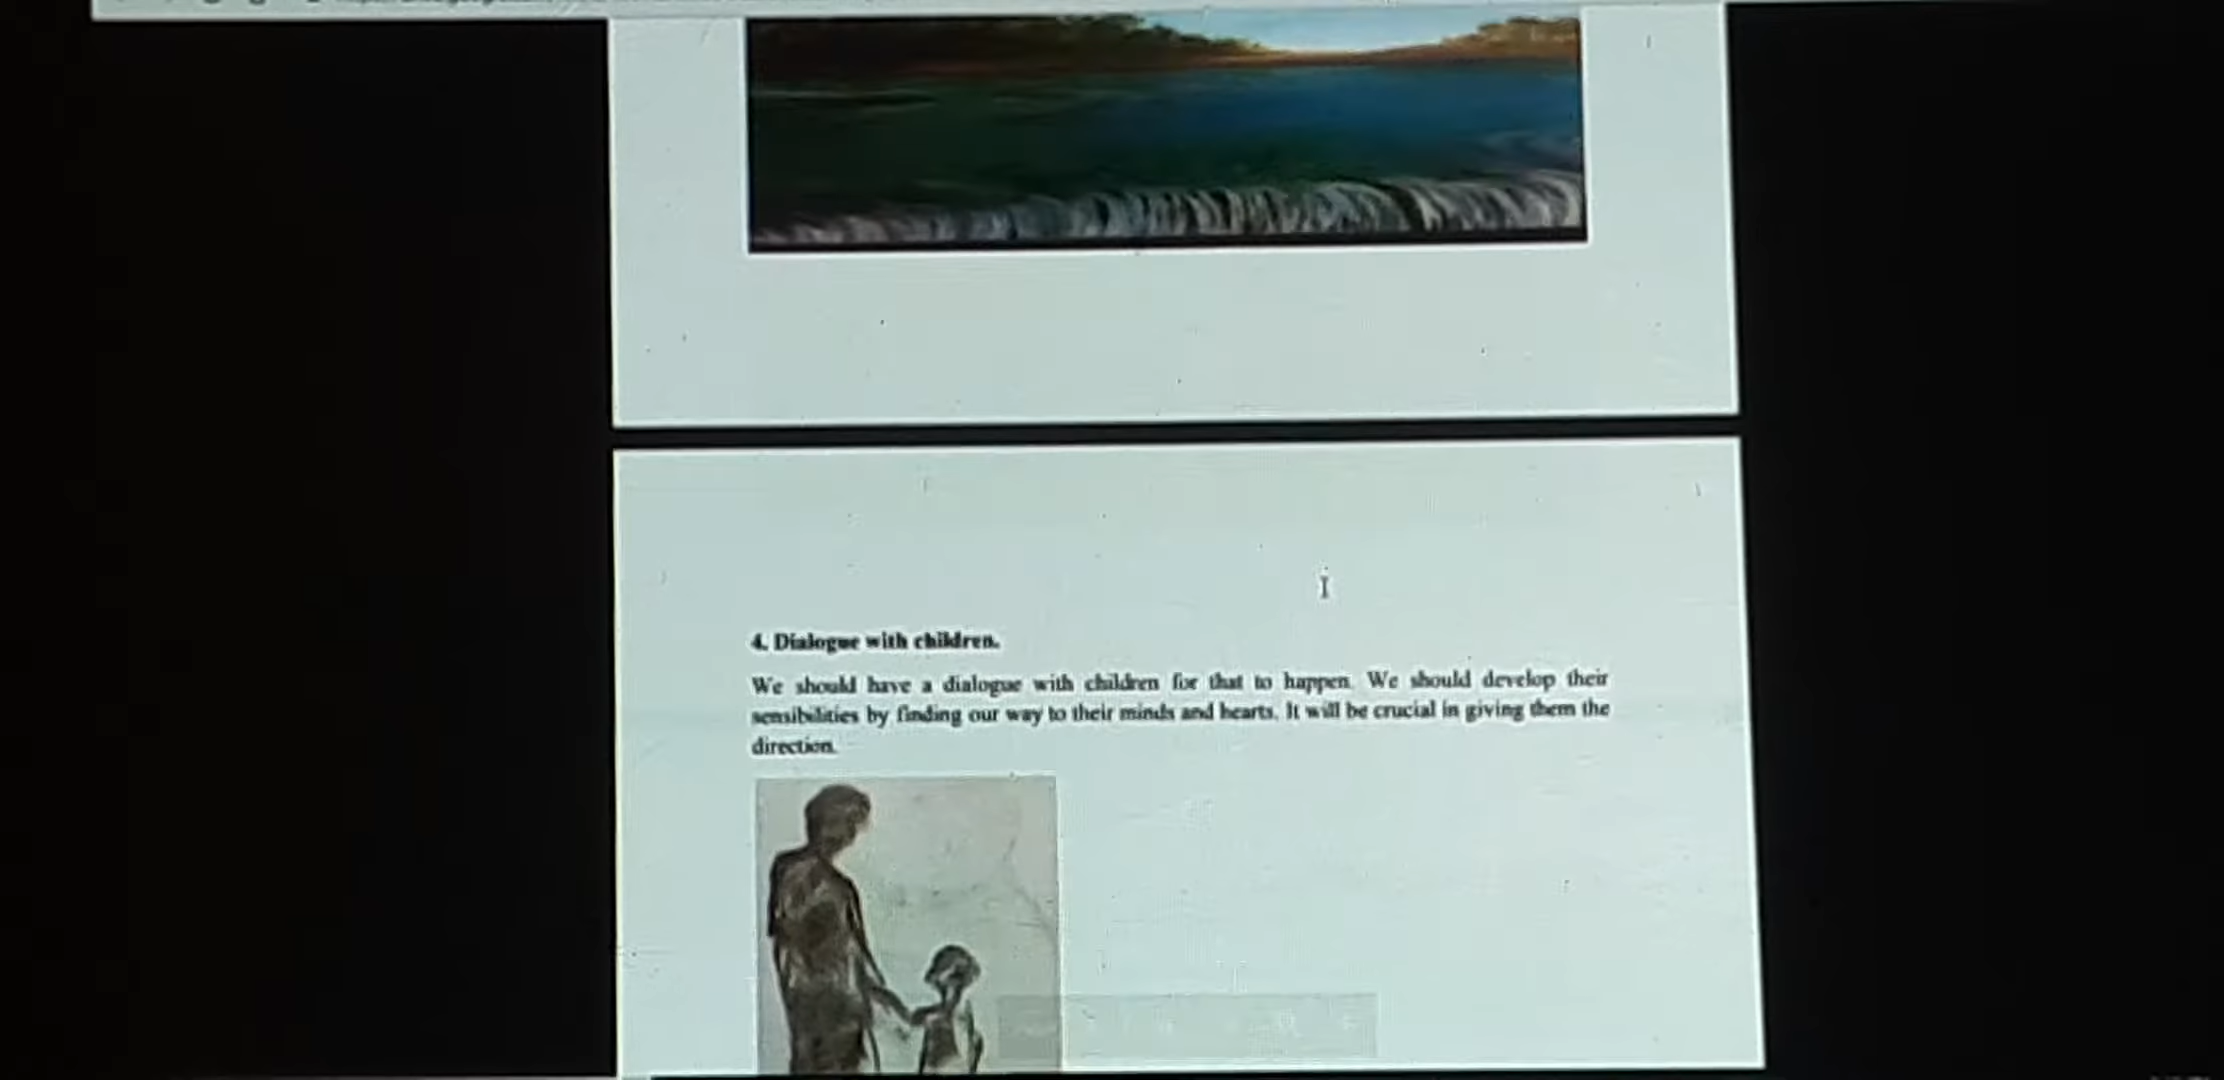 4. Dialogue with children.
We should have a dialogue with children for that to happen. We should develop their
sensibilities by finding our way to their minds and hearts. It will be crucial in giving them the
direction.